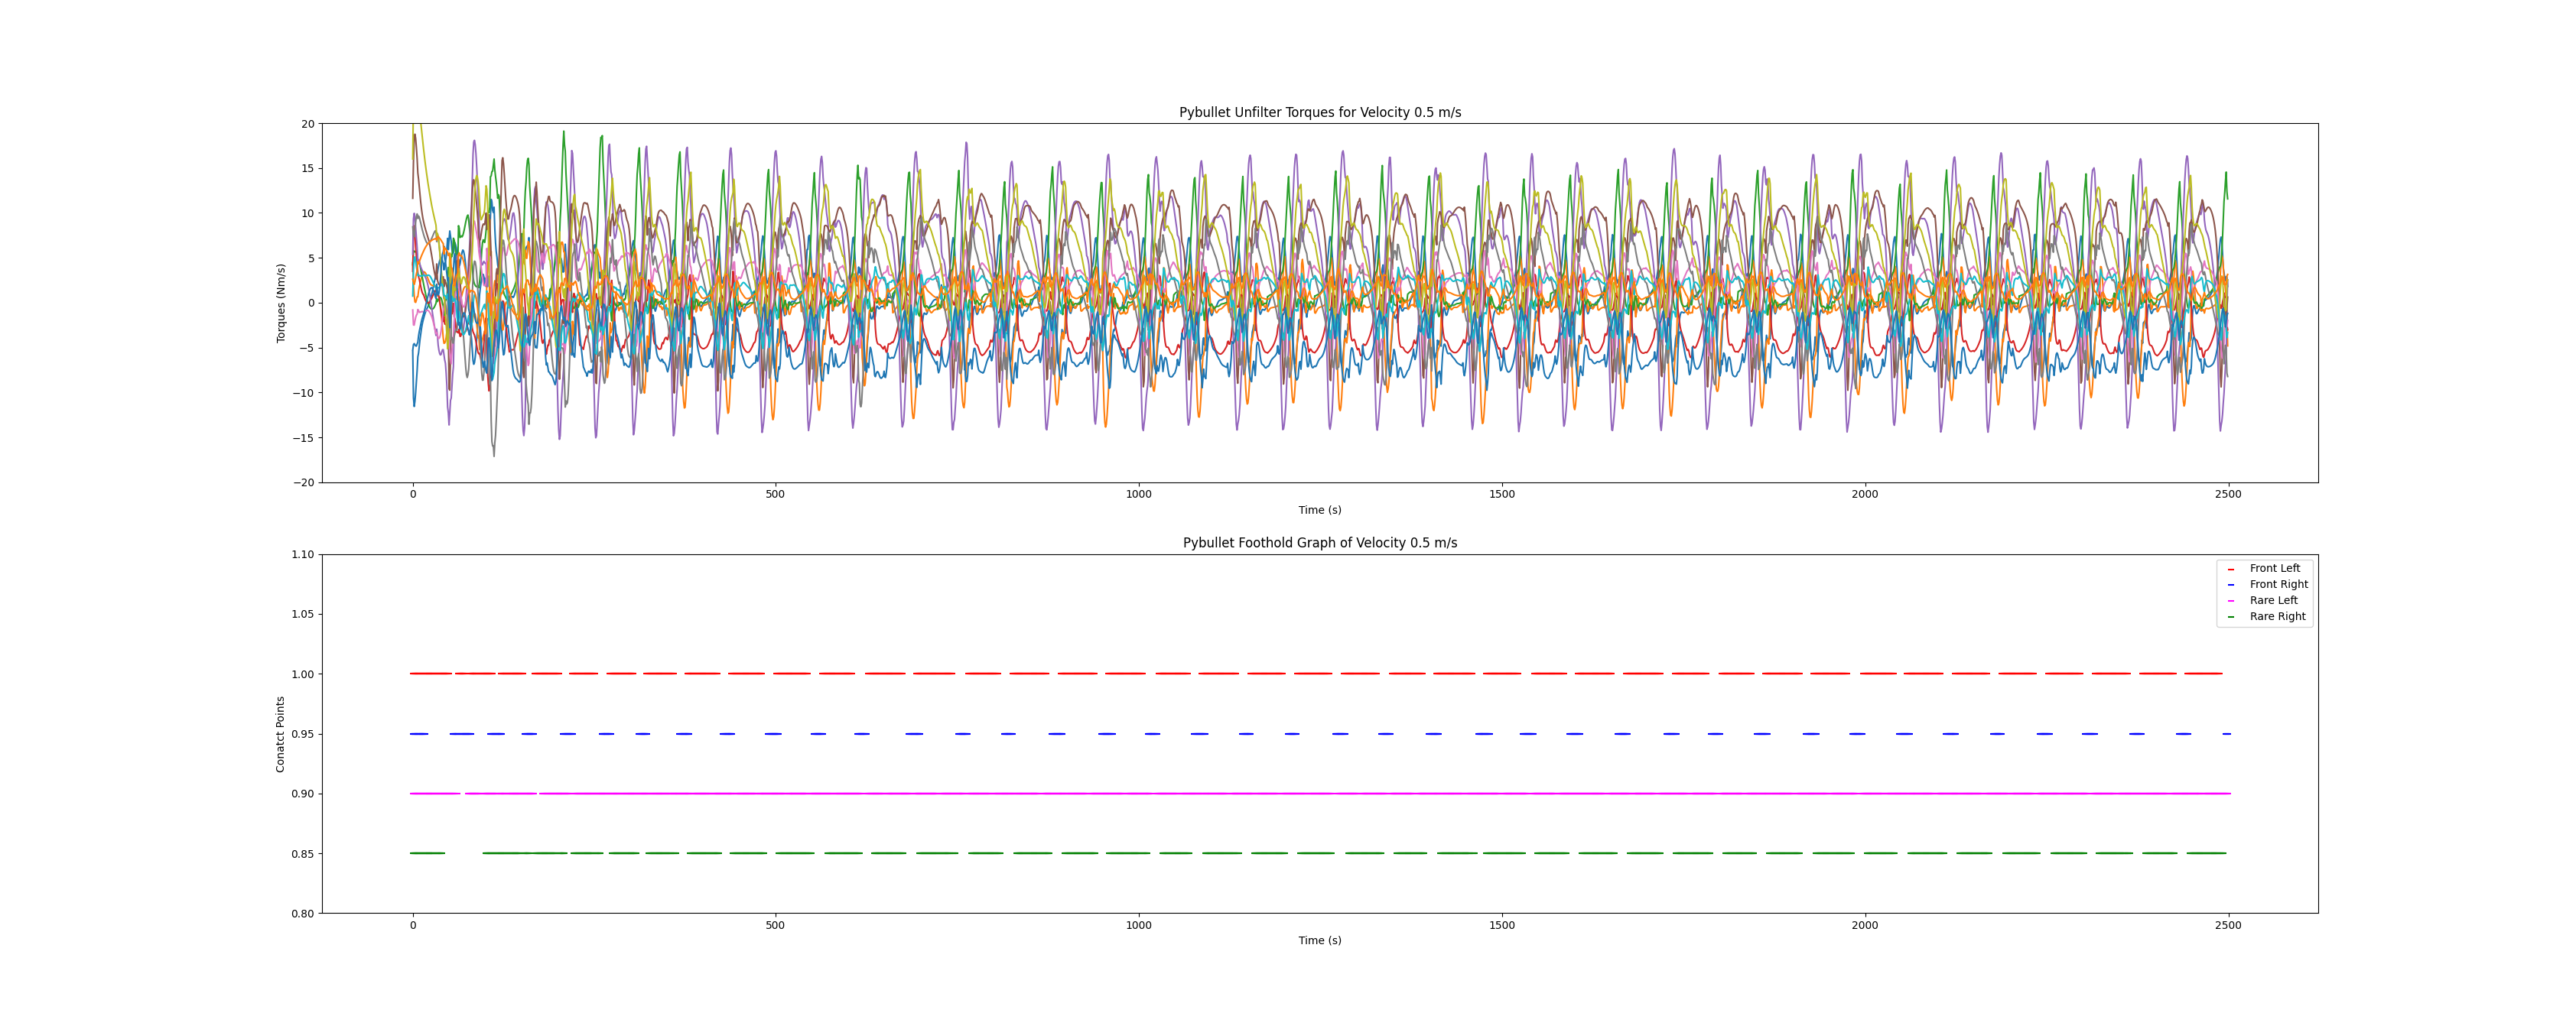 Pybullet Unfilter Torques for Velocity 0.5 m/s
20
15
10
5
0
−5
−10
−15
−20
Torques (Nm/s)
0 500 1000 1500 2000 2500
Time (s)
Pybullet Foothold Graph of Velocity 0.5 m/s
1.10
1.05
1.00
0.95
0.90
0.85
0.80
Conatct Points
Front Left
Front Right
Rare Left
Rare Right
0 500 1000 1500 2000 2500
Time (s)